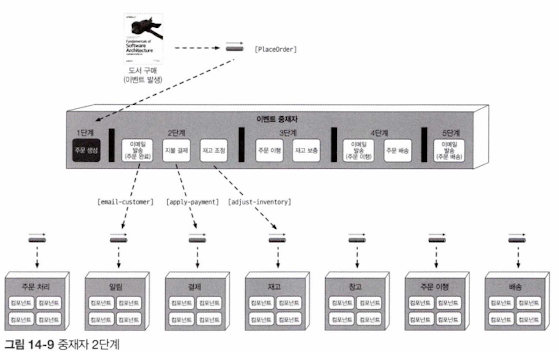 Fundamentals of
Software
Architecture
[PlaceOrder]
도서 구매
(이벤트 발생)
이벤트 중재자
1단계
2단계
3단계
4단계
5단계
주문 생성
이메일
발송
(주문 완료)
지불 결제
재고 조정
주문 이행
재고 보충
이메일
발송
(주문 이행)
주문 배송
이메일
발송
(주문 배송)
[email-customer]
[apply-payment]
[adjust-inventory]
주문 처리
컴포넌트 컴포넌트
컴포넌트 컴포넌트
알림
컴포넌트 컴포넌트
컴포넌트 컴포넌트
결제
컴포넌트 컴포넌트
컴포넌트 컴포넌트
재고
컴포넌트 컴포넌트
컴포넌트 컴포넌트
창고
컴포넌트 컴포넌트
컴포넌트 컴포넌트
주문 이행
컴포넌트 컴포넌트
컴포넌트 컴포넌트
배송
컴포넌트 컴포넌트
컴포넌트 컴포넌트
그림 14-9 중재자 2단계